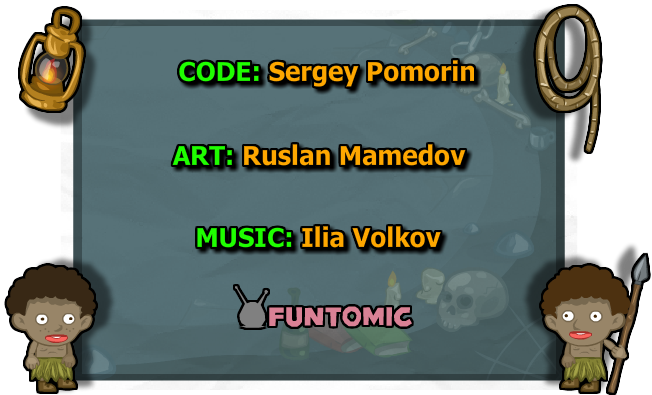 CODE: Sergey Pomorin
ART: Ruslan Mamedov
MUSIC: Ilia Volkov
FUNTOMIC